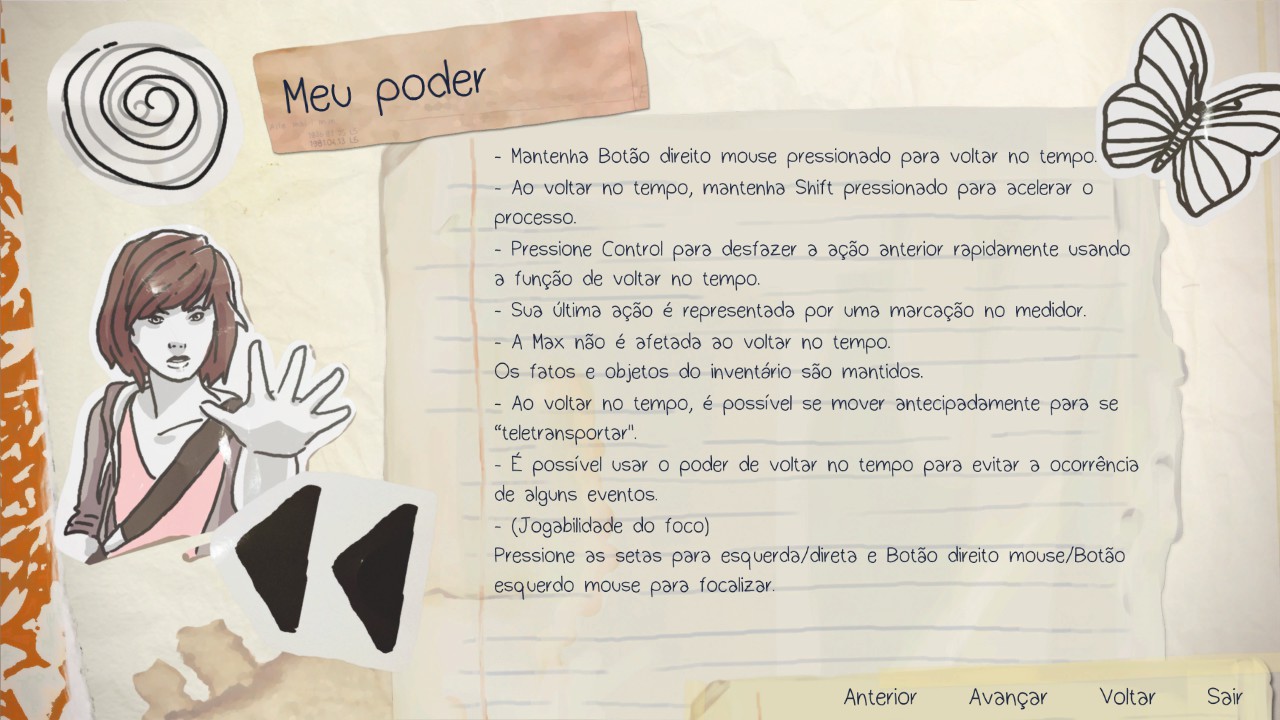 Meu poder
- Mantenha Botão direito mouse pressionado para voltar no tempo.
- Ao voltar no tempo, mantenha Shift pressionado para acelerar o
processo.
- Pressione Control para desfazer a ação anterior rapidamente usando
a função de voltar no tempo.
- Sua última ação é representada por uma marcação no medidor.
- A Max não é afetada ao voltar no tempo.
Os fatos e objetos do inventário são mantidos.
- Ao voltar no tempo, é possível se mover antecipadamente para se
“teletransportar".
- É possível usar o poder de voltar no tempo para evitar a ocorrência
de alguns eventos.
- (Jogabilidade do foco)
Pressione as setas para esquerda/direta e Botão direito mouse/Botão
esquerdo mouse para focalizar.
Anterior Avançar Voltar Sair